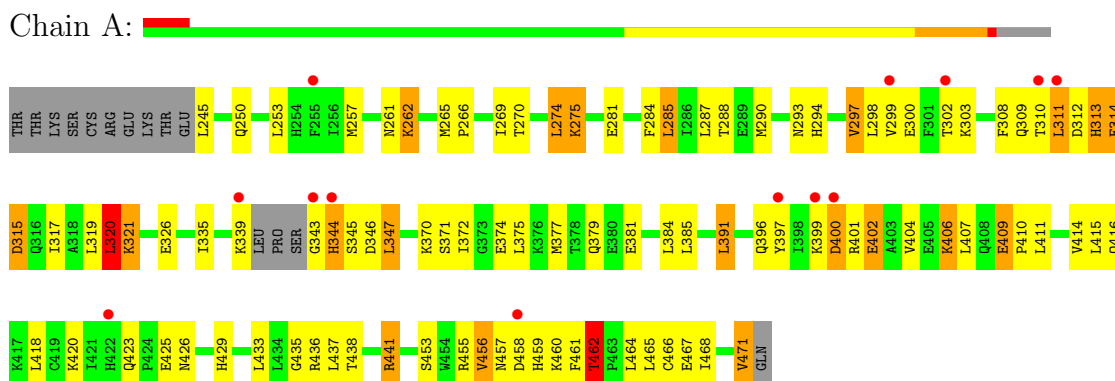 Chain A:
THR THR LYS SER CYS ARG GLU LYS THR GLU L245 Q250 L253 H254 F255 I256 M257 N261 K262 M265 P266 I269 T270 L274 K275 E281 F284 L285 I286 L287 T288 E289 M290 N293 H294 V297 L298 V299 E300 F301 T302 K303 F308 Q309 T310 L311 D312 H313 E314
D315 Q316 I317 A318 L319 L320 K321 E326 I335 K339 LEU PRO SER G343 H344 S345 D346 L347 K370 S371 I372 G373 E374 L375 K376 M377 T378 Q379 E380 E381 L384 L385 L391 Q396 Y397 I398 K399 D400 R401 E402 A403 V404 E405 K406 L407 Q408 E409 P410 L411 V414 L415 Q416
K417 L418 C419 K420 I421 H422 Q423 P424 E425 N426 H429 L433 L434 G435 R436 L437 T438 R441 S453 W454 R455 V456 N457 D458 H459 K460 F461 T462 P463 L464 L465 C466 E467 I468 V471 GLN